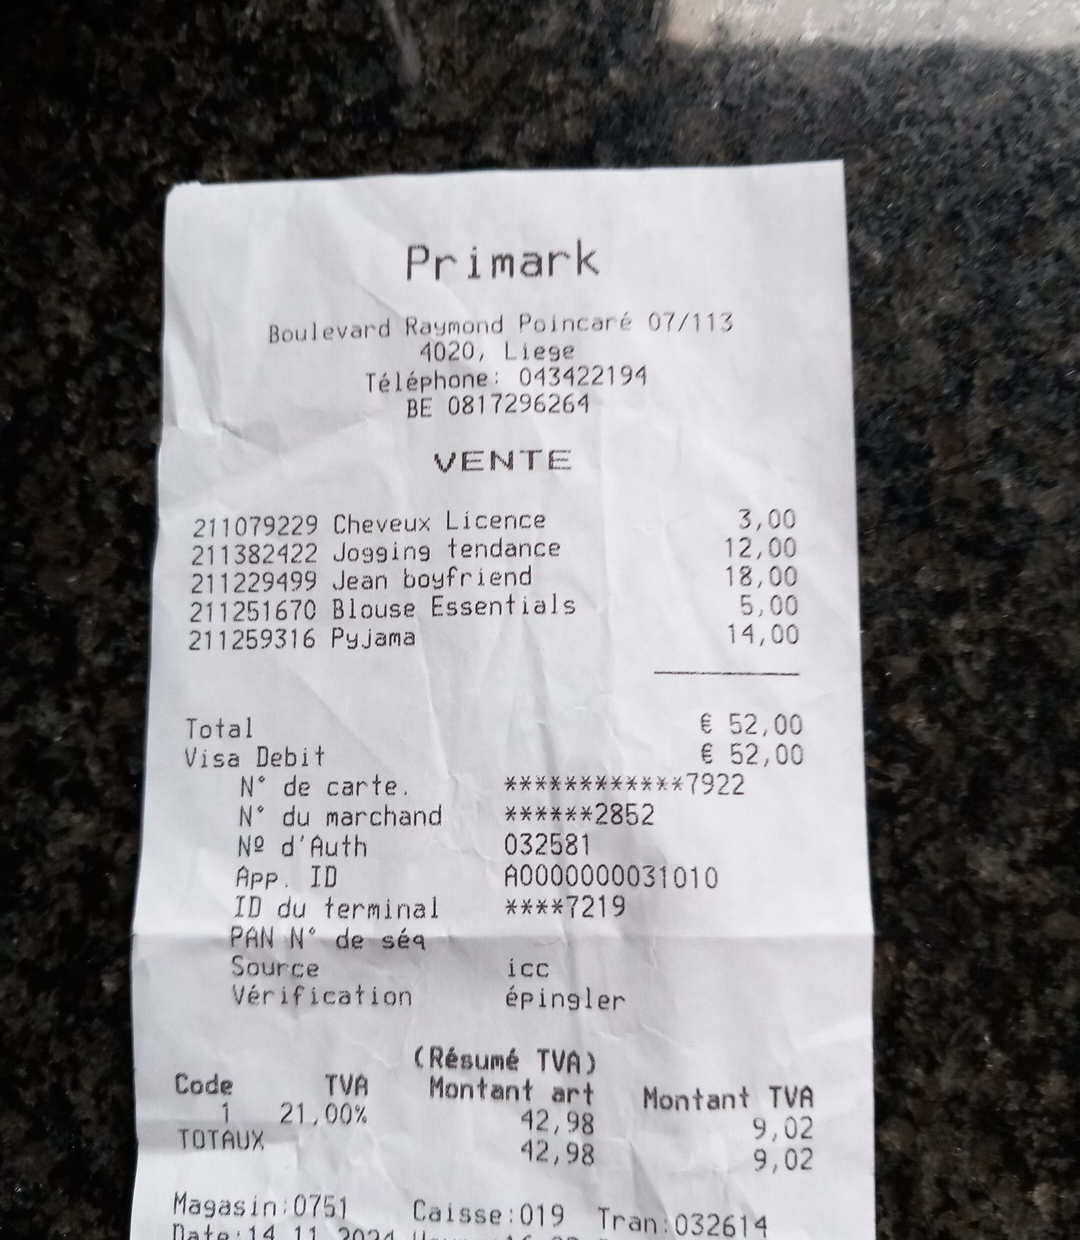 Primark
Boulevard Raymond Poincaré 07/113
4020, Liege
Téléphone: 043422194
BE 0817296264
VENTE
211079229 Cheveux Licence 3,00
211382422 Jogging tendance 12,00
211229499 Jean boyfriend 18,00
211251670 Blouse Essentials 5,00
211259316 Pyjama 14,00
Total € 52,00
Visa Debit € 52,00
N° de carte. ************7922
N° du marchand ******2852
Nº d'Auth 032581
App. ID A0000000031010
ID du terminal ****7219
PAN N° de séq
Source icc
Vérification épingler
(Résumé TVA)
Code TVA Montant art Montant TVA
1 21,00% 42,98 9,02
TOTAUX 42,98 9,02
Magasin:0751 Caisse:019 Tran:032614
Date:14 11 2024